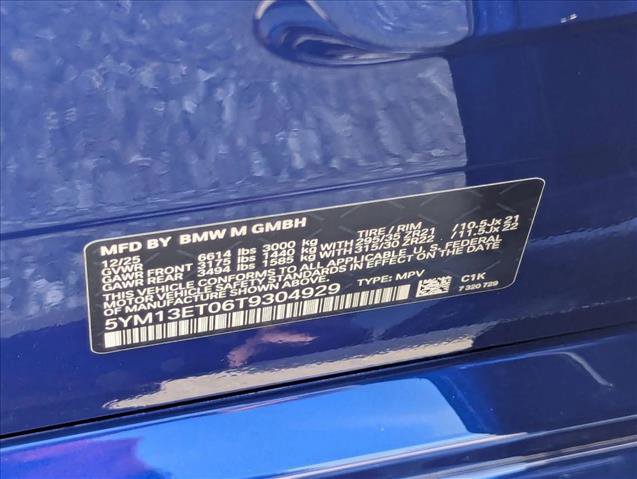 MFD BY BMW M GMBH
12/25 TIRE / RIM
GVWR 6614 lbs 3000 kg
GAWR FRONT 3175 lbs 1440 kg WITH 295/35 ZR21 /10.5Jx 21
GAWR REAR 3494 lbs 1585 kg WITH 315/30 ZR22 /11.5Jx 22
THIS VEHICLE CONFORMS TO ALL APPLICABLE U. S. FEDERAL
MOTOR VEHICLE SAFETY STANDARDS IN EFFECT ON THE DATE OF
MANUFACTURE SHOWN ABOVE.
5YM13ET06T9304929 TYPE: MPV C1K
7 320 729